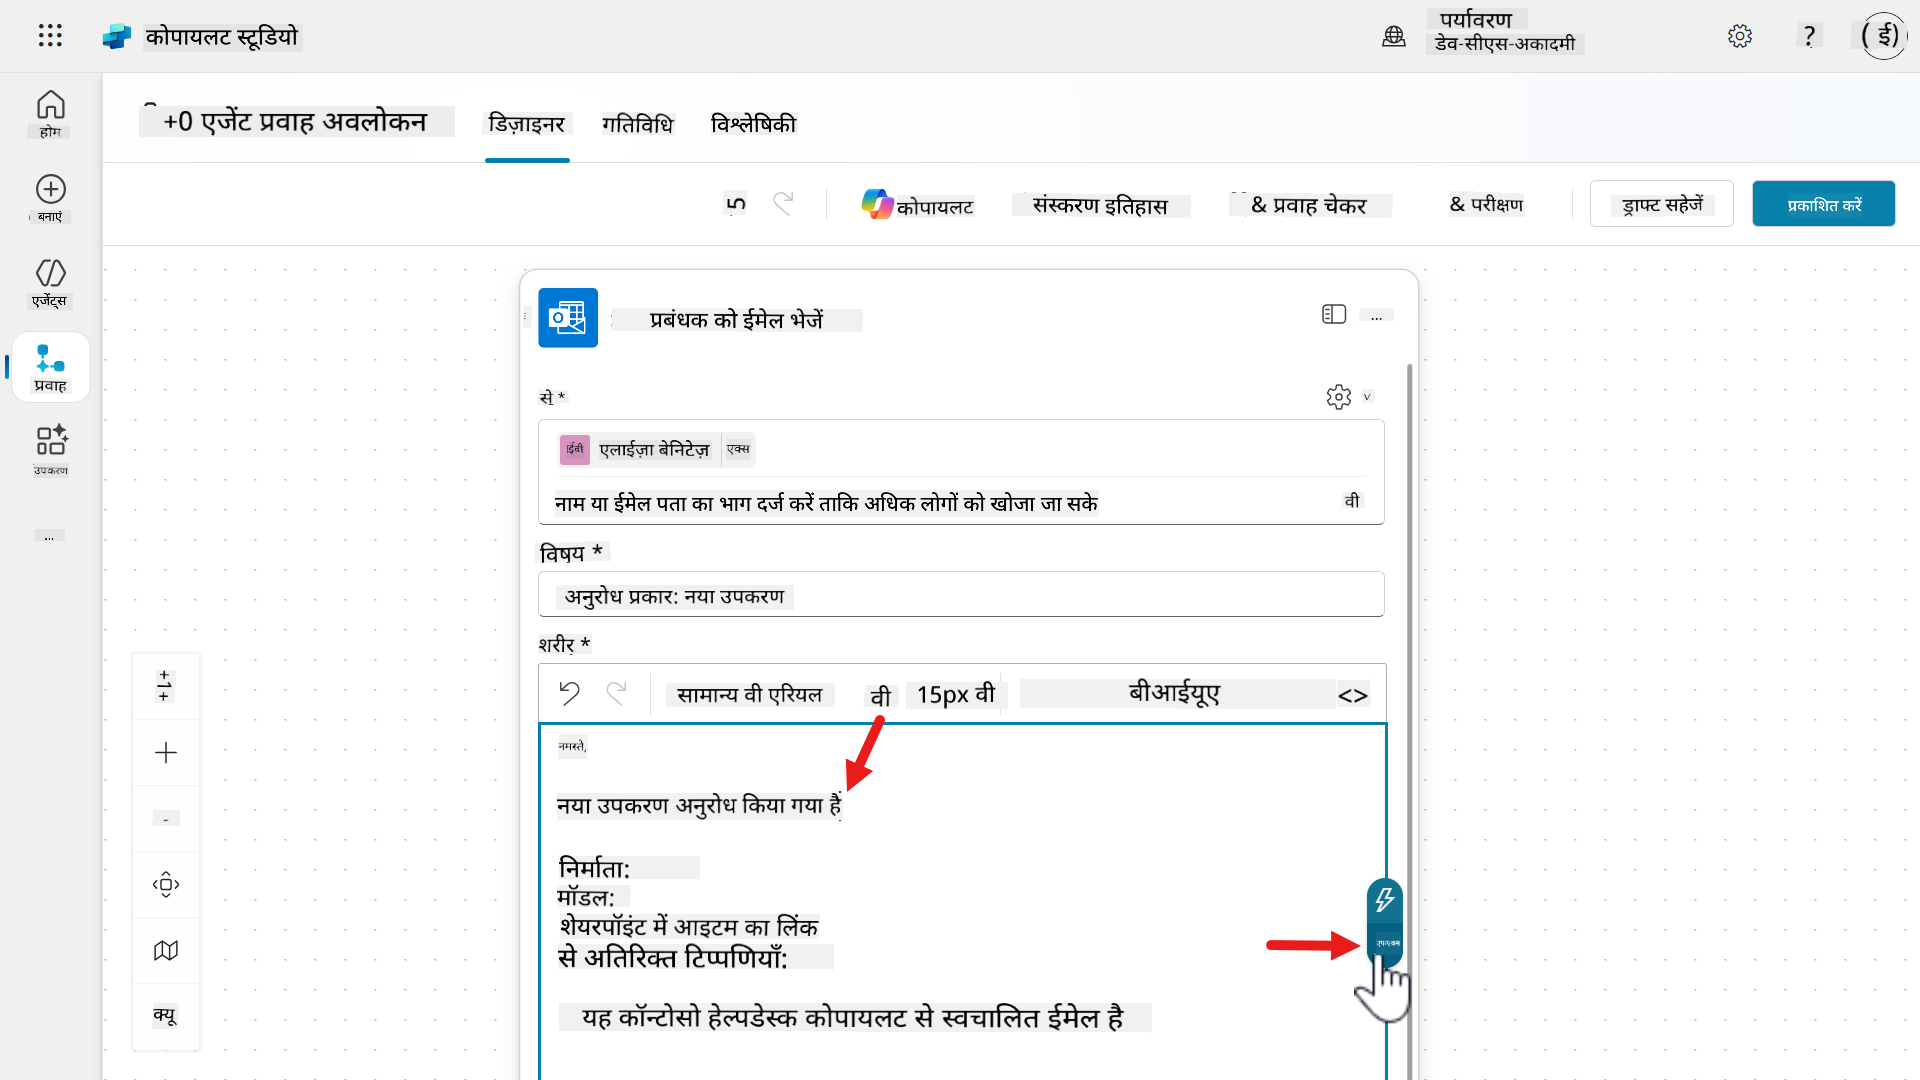 कोपायलट स्टूडियो
पर्यावरण
डेव-सीएस-अकादमी
?
( ई)
होम
बनाएं
एजेंट्स
प्रवाह
उपकरण
...
+0 एजेंट प्रवाह अवलोकन
डिज़ाइनर
गतिविधि
विश्लेषिकी
5
कोपायलट
संस्करण इतिहास
& प्रवाह चेकर
& परीक्षण
ड्राफ्ट सहेजें
प्रकाशित करें
प्रबंधक को ईमेल भेजें
...
से *
v
ईबी एलाईज़ा बेनिटेज़ एक्स
नाम या ईमेल पता का भाग दर्ज करें ताकि अधिक लोगों को खोजा जा सके
वी
विषय *
अनुरोध प्रकार: नया उपकरण
शरीर *
सामान्य वी एरियल वी 15px वी बीआईयूए <>
नमस्ते,
नया उपकरण अनुरोध किया गया है
निर्माता:
मॉडल:
शेयरपॉइंट में आइटम का लिंक
से अतिरिक्त टिप्पणियाँ:
यह कॉन्टोसो हेल्पडेस्क कोपायलट से स्वचालित ईमेल है
क्यू